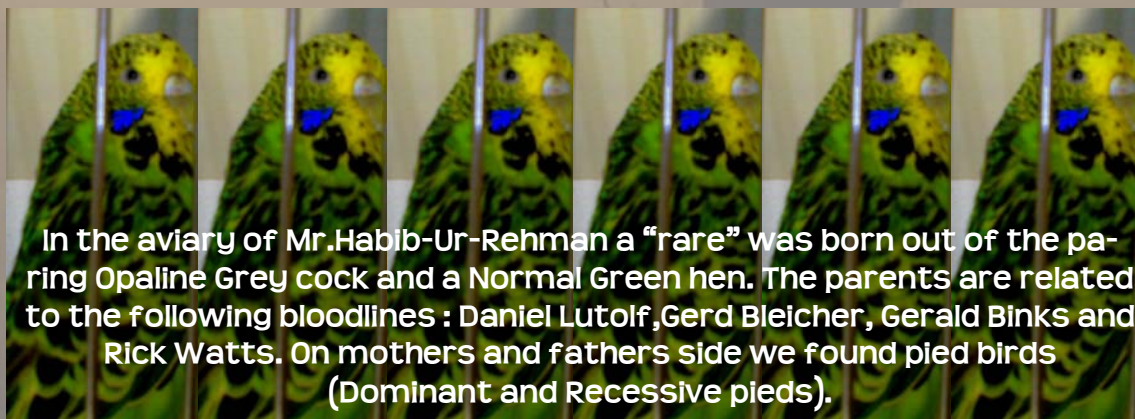 In the aviary of Mr.Habib-Ur-Rehman a “rare” was born out of the pa-
ring Opaline Grey cock and a Normal Green hen. The parents are related
to the following bloodlines : Daniel Lutolf,Gerd Bleicher, Gerald Binks and
Rick Watts. On mothers and fathers side we found pied birds
(Dominant and Recessive pieds).